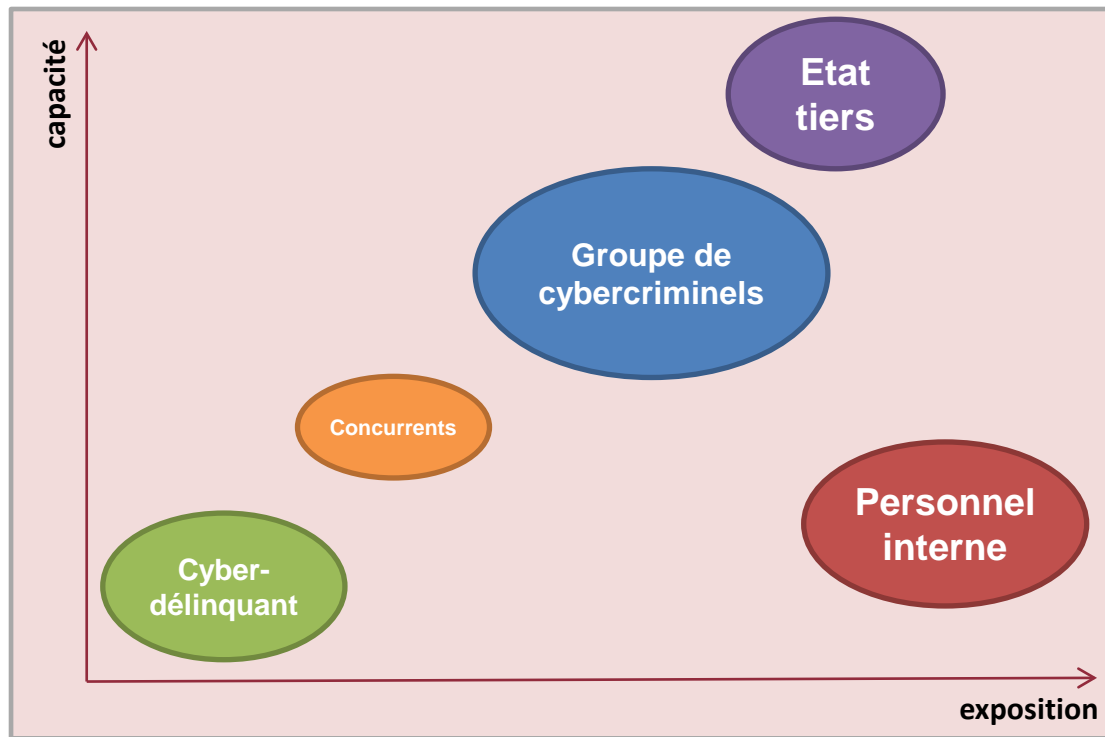 capacité
Etat
tiers
Groupe de
cybercriminels
Concurrents
Personnel
interne
Cyber-
délinquant
exposition